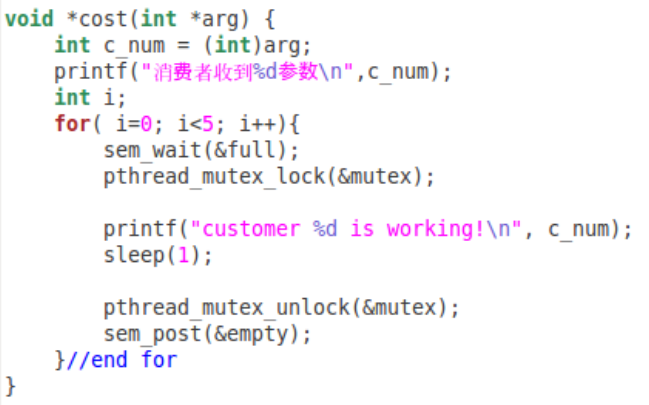 void *cost(int *arg) {
    int c_num = (int)arg;
    printf("消费者收到%d参数\n",c_num);
    int i;
    for( i=0; i<5; i++){
        sem_wait(&full);
        pthread_mutex_lock(&mutex);

        printf("customer %d is working!\n", c_num);
        sleep(1);

        pthread_mutex_unlock(&mutex);
        sem_post(&empty);
    }//end for
}